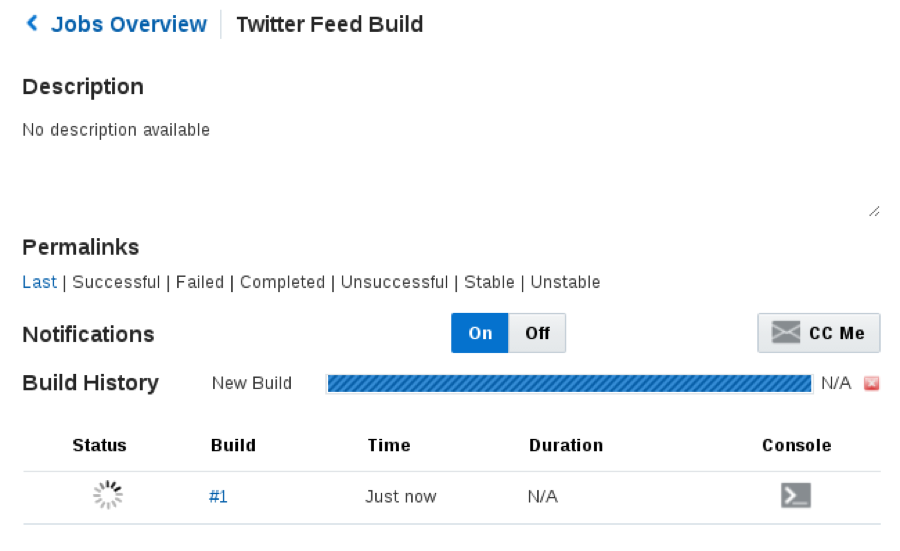 Jobs Overview Twitter Feed Build
Description
No description available
Permalinks
Last | Successful | Failed | Completed | Unsuccessful | Stable | Unstable
Notifications On Off CC Me
Build History New Build N/A
Status Build Time Duration Console
#1 Just now N/A